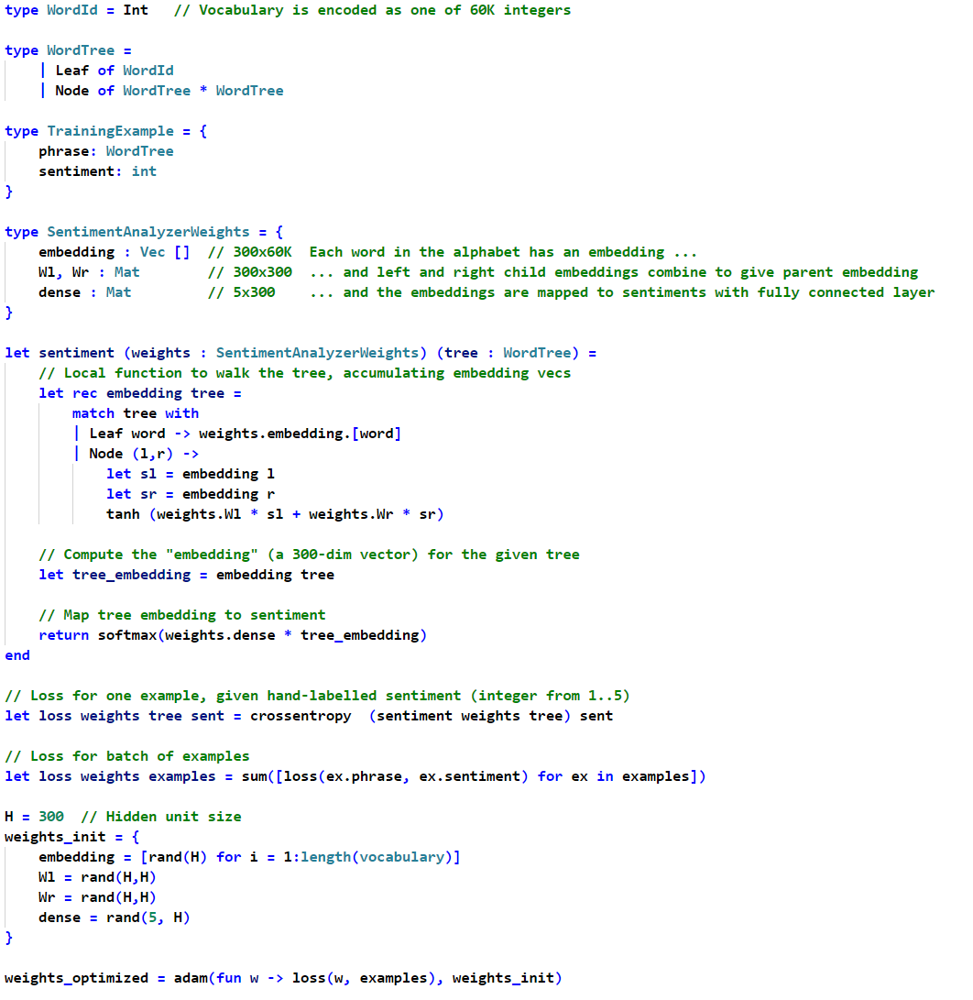 type WordId = Int   // Vocabulary is encoded as one of 60K integers
type WordTree =
    | Leaf of WordId
    | Node of WordTree * WordTree
type TrainingExample = {
    phrase: WordTree
    sentiment: int
}
type SentimentAnalyzerWeights = {
    embedding : Vec []  // 300x60K  Each word in the alphabet has an embedding ...
    Wl, Wr : Mat        // 300x300  ... and left and right child embeddings combine to give parent embedding
    dense : Mat         // 5x300    ... and the embeddings are mapped to sentiments with fully connected layer
}
let sentiment (weights : SentimentAnalyzerWeights) (tree : WordTree) =
    // Local function to walk the tree, accumulating embedding vecs
    let rec embedding tree =
        match tree with
        | Leaf word -> weights.embedding.[word]
        | Node (l,r) ->
            let sl = embedding l
            let sr = embedding r
            tanh (weights.Wl * sl + weights.Wr * sr)
    // Compute the "embedding" (a 300-dim vector) for the given tree
    let tree_embedding = embedding tree
    // Map tree embedding to sentiment
    return softmax(weights.dense * tree_embedding)
end
// Loss for one example, given hand-labelled sentiment (integer from 1..5)
let loss weights tree sent = crossentropy  (sentiment weights tree) sent
// Loss for batch of examples
let loss weights examples = sum([loss(ex.phrase, ex.sentiment) for ex in examples])
H = 300  // Hidden unit size
weights_init = {
    embedding = [rand(H) for i = 1:length(vocabulary)]
    Wl = rand(H,H)
    Wr = rand(H,H)
    dense = rand(5, H)
}
weights_optimized = adam(fun w -> loss(w, examples), weights_init)